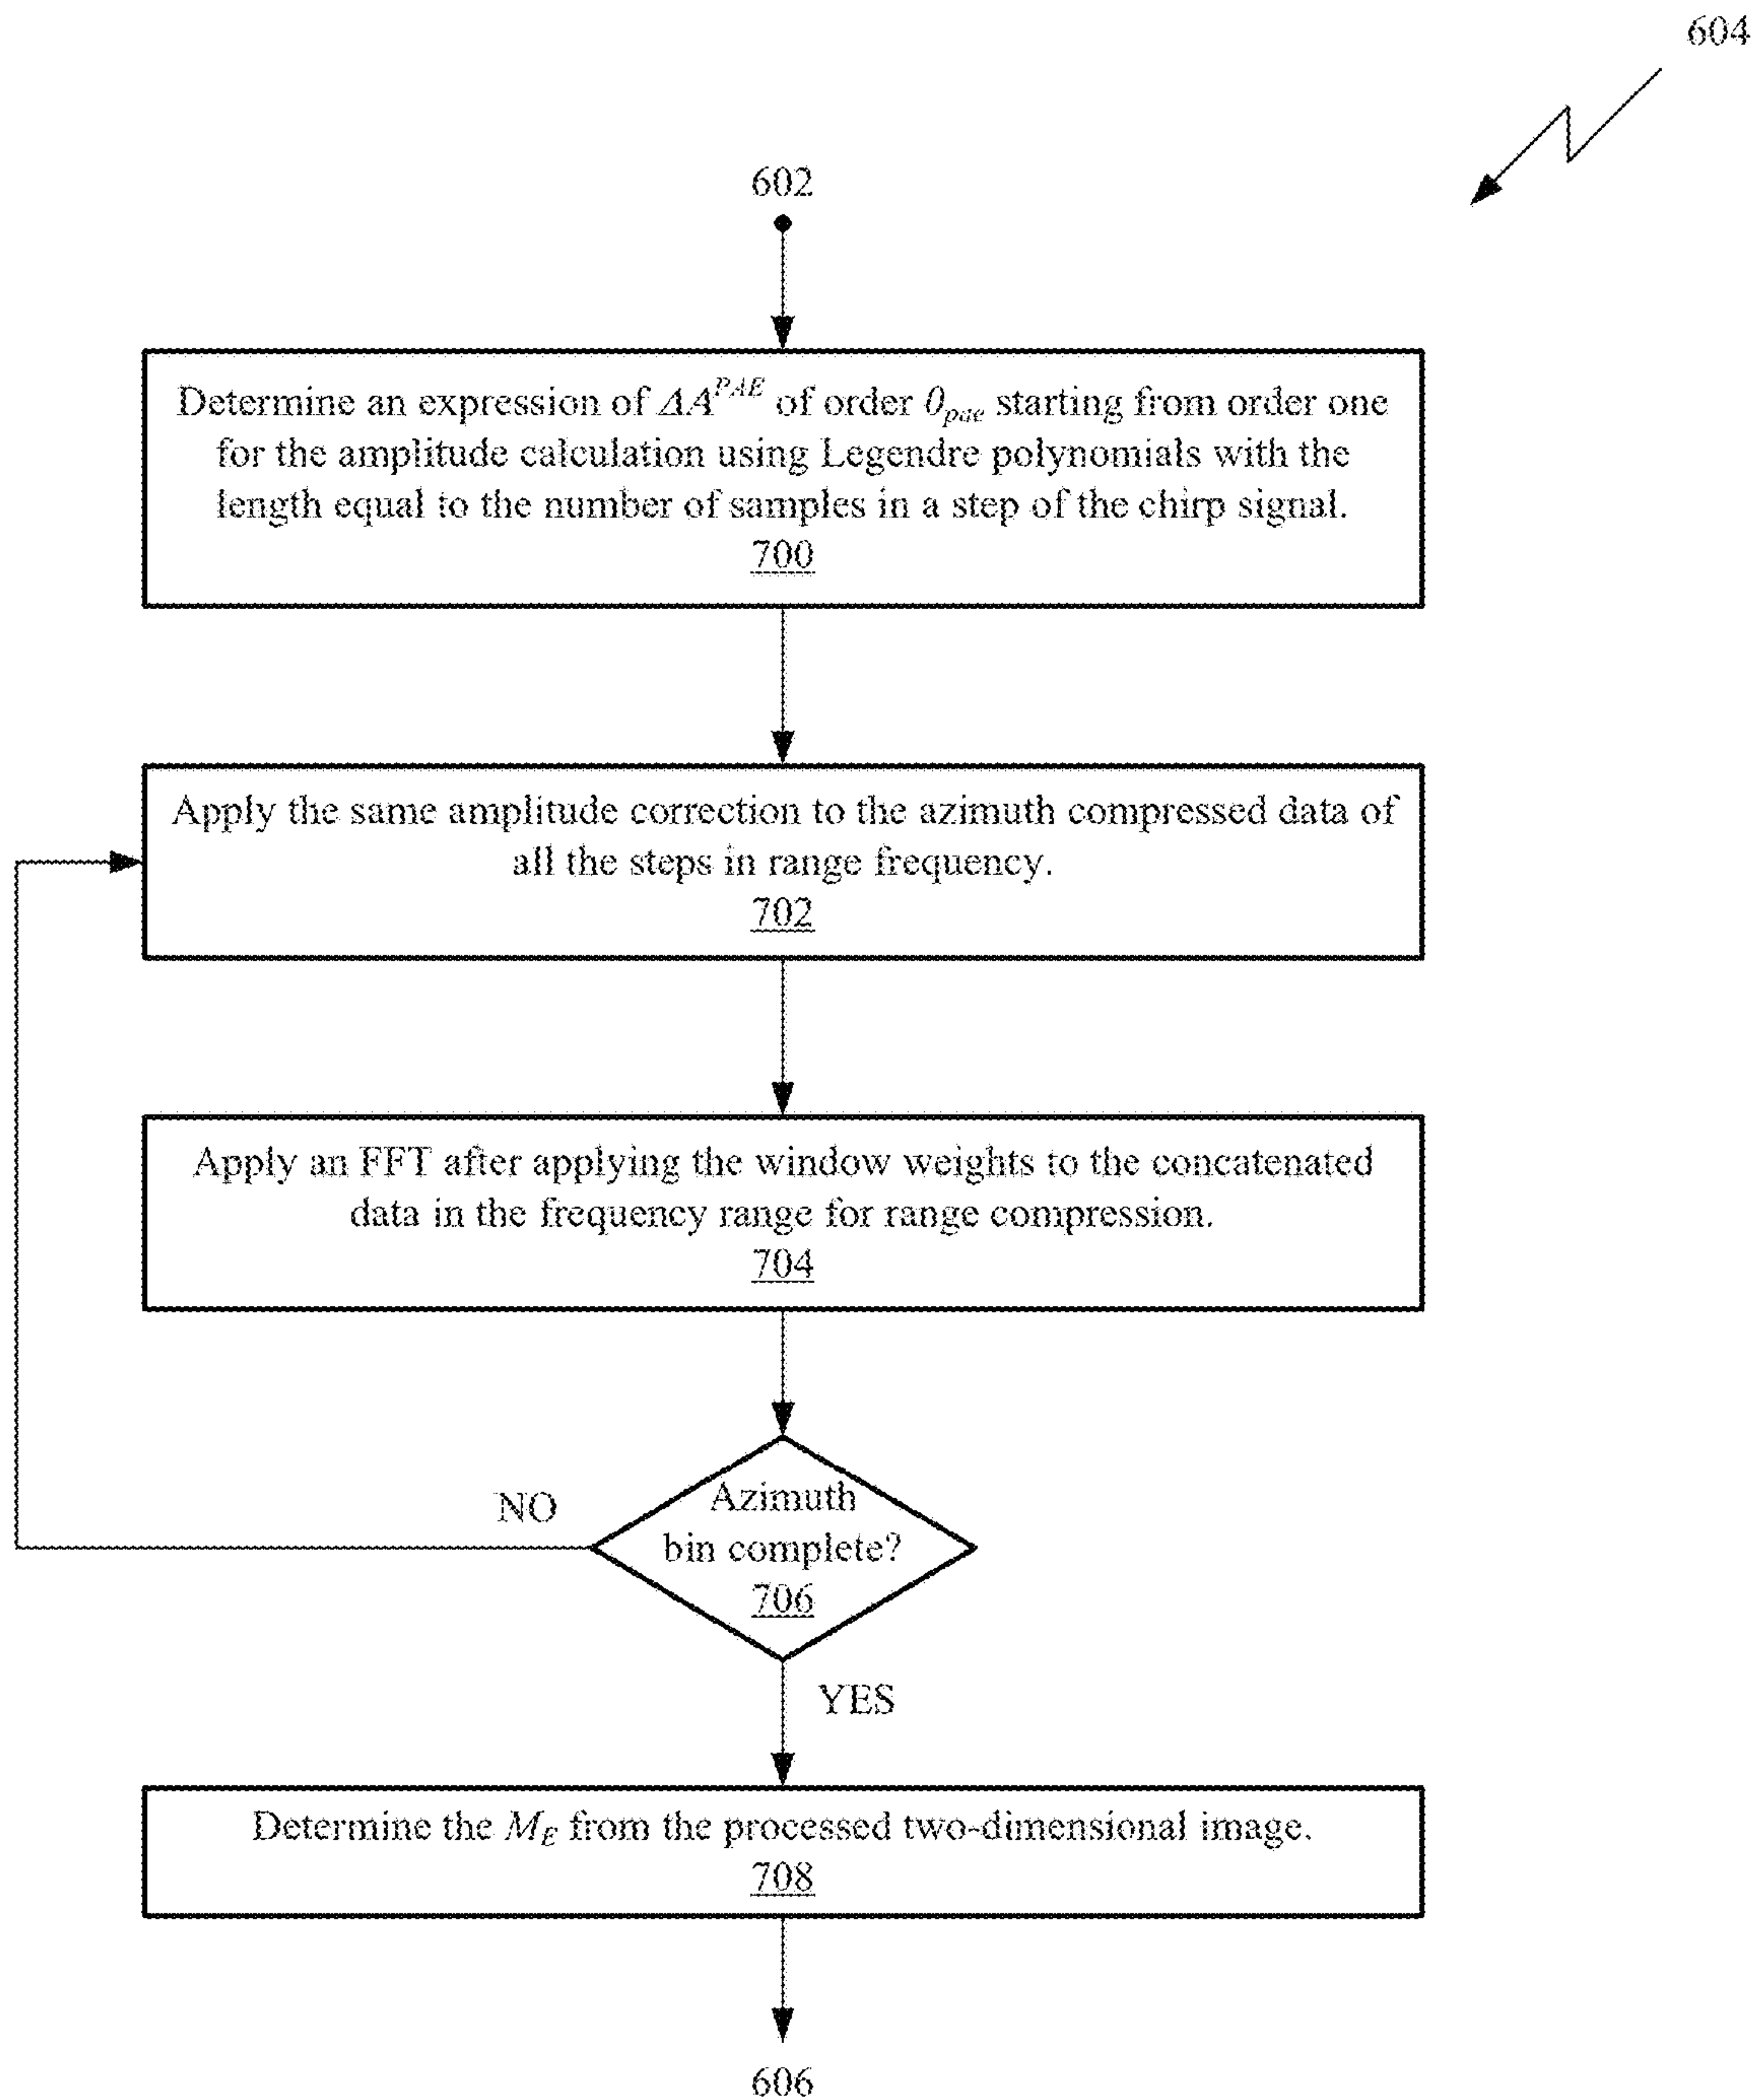 604
602
Determine an expression of ΔA^PAE of order 0_pae starting from order one
for the amplitude calculation using Legendre polynomials with the
length equal to the number of samples in a step of the chirp signal.
700
Apply the same amplitude correction to the azimuth compressed data of
all the steps in range frequency.
702
Apply an FFT after applying the window weights to the concatenated
data in the frequency range for range compression.
704
NO
Azimuth
bin complete?
706
YES
Determine the M_E from the processed two-dimensional image.
708
606